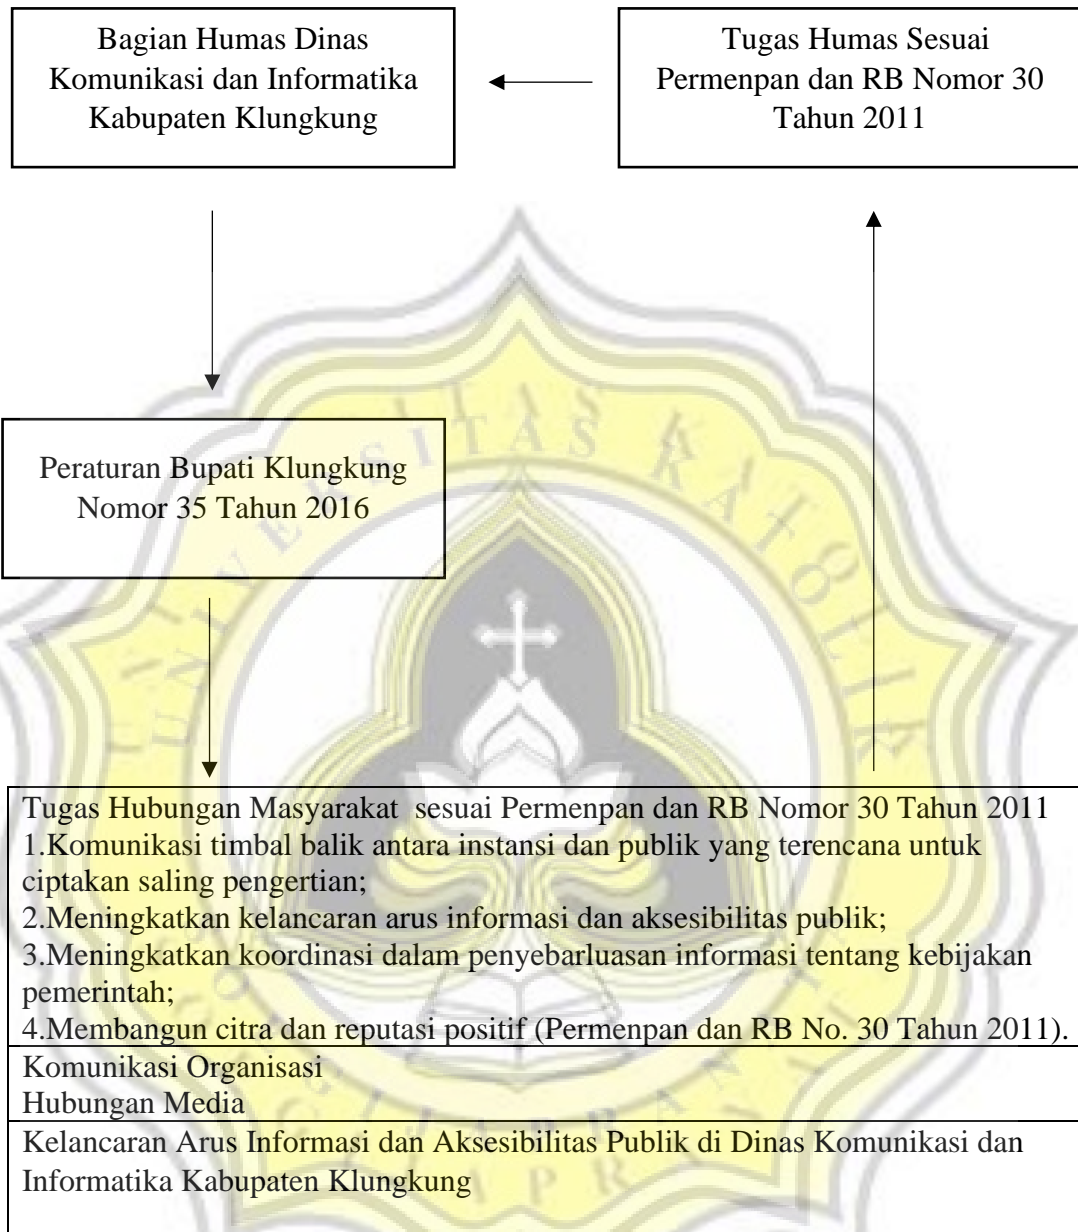 Bagian Humas Dinas
Komunikasi dan Informatika
Kabupaten Klungkung
Tugas Humas Sesuai
Permenpan dan RB Nomor 30
Tahun 2011
Peraturan Bupati Klungkung
Nomor 35 Tahun 2016
Tugas Hubungan Masyarakat  sesuai Permenpan dan RB Nomor 30 Tahun 2011
1.Komunikasi timbal balik antara instansi dan publik yang terencana untuk
ciptakan saling pengertian;
2.Meningkatkan kelancaran arus informasi dan aksesibilitas publik;
3.Meningkatkan koordinasi dalam penyebarluasan informasi tentang kebijakan
pemerintah;
4.Membangun citra dan reputasi positif (Permenpan dan RB No. 30 Tahun 2011).
Komunikasi Organisasi
Hubungan Media
Kelancaran Arus Informasi dan Aksesibilitas Publik di Dinas Komunikasi dan
Informatika Kabupaten Klungkung
UNIVERSITAS KATOLIK